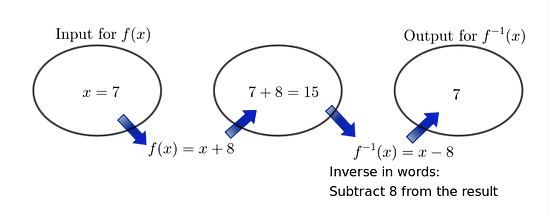 Input for f(x)
Output for f⁻¹(x)
x = 7
7 + 8 = 15
7
f(x) = x + 8
f⁻¹(x) = x − 8
Inverse in words:
Subtract 8 from the result